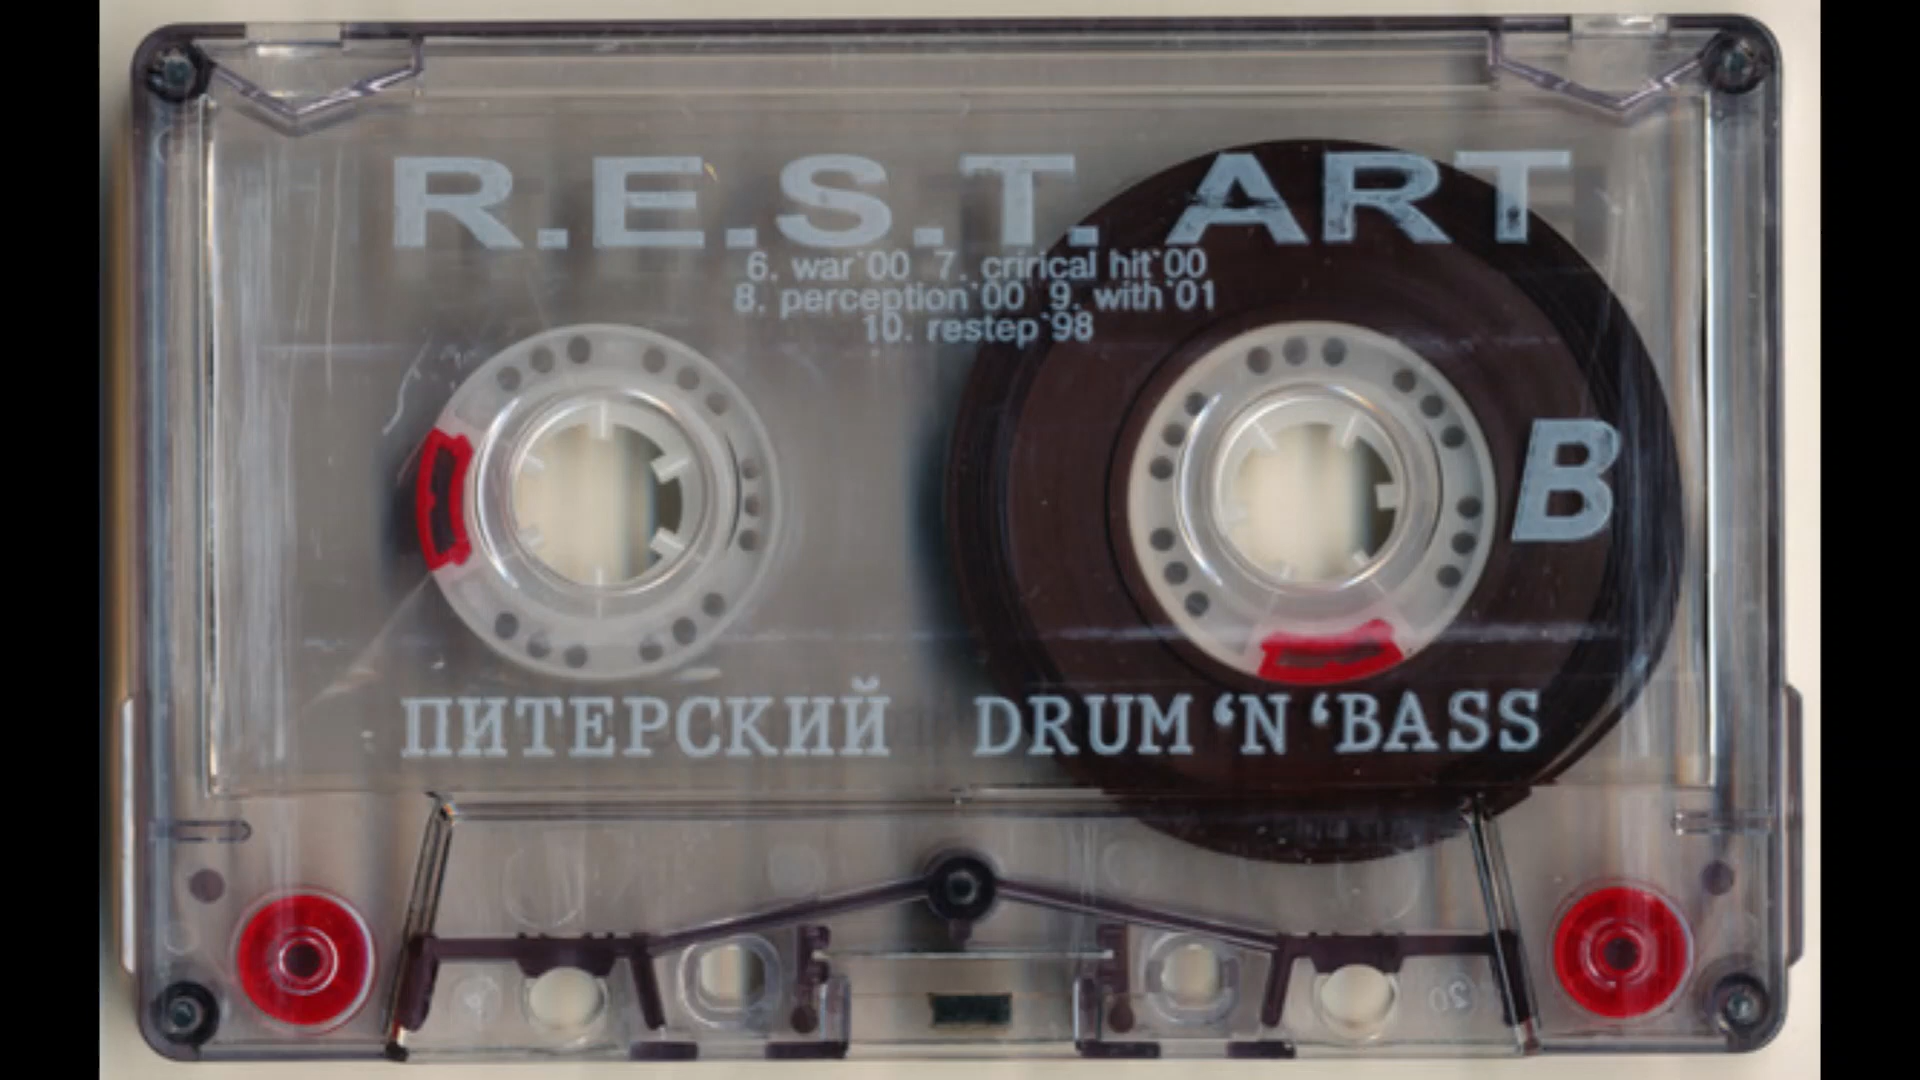 R.E.S.T. ART
6. war`00 7. crirical hit`00
8. perception`00 9. with`01
10. restep`98
B
ПИТЕРСКИЙ DRUM ‘N ‘BASS
20